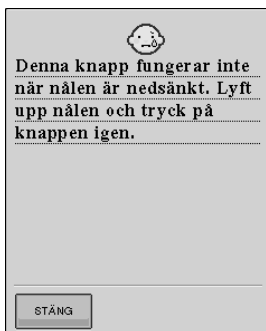 Denna knapp fungerar inte
när nålen är nedsänkt. Lyft
upp nålen och tryck på
knappen igen.
STÄNG